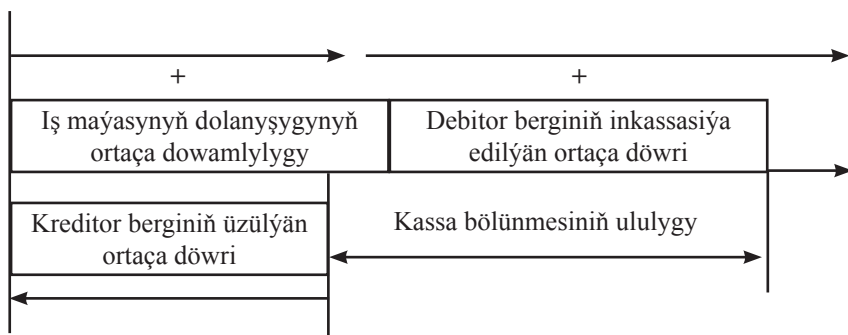 + +
Iş maýasynyň dolanyşygynyň
ortaça dowamlylygy
Debitor berginiň inkassasiýa
edilýän ortaça döwri
Kreditor berginiň üzülýän
ortaça döwri
Kassa bölünmesiniň ululygy